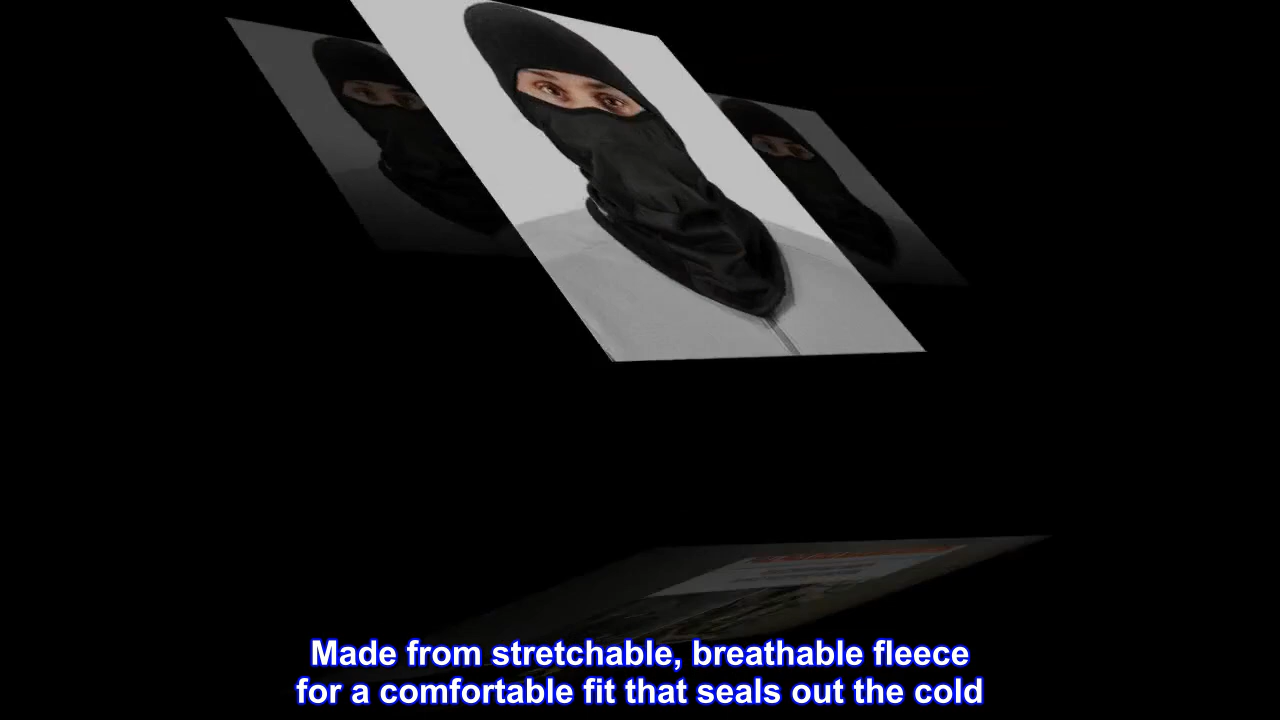 Made from stretchable, breathable fleece
for a comfortable fit that seals out the cold